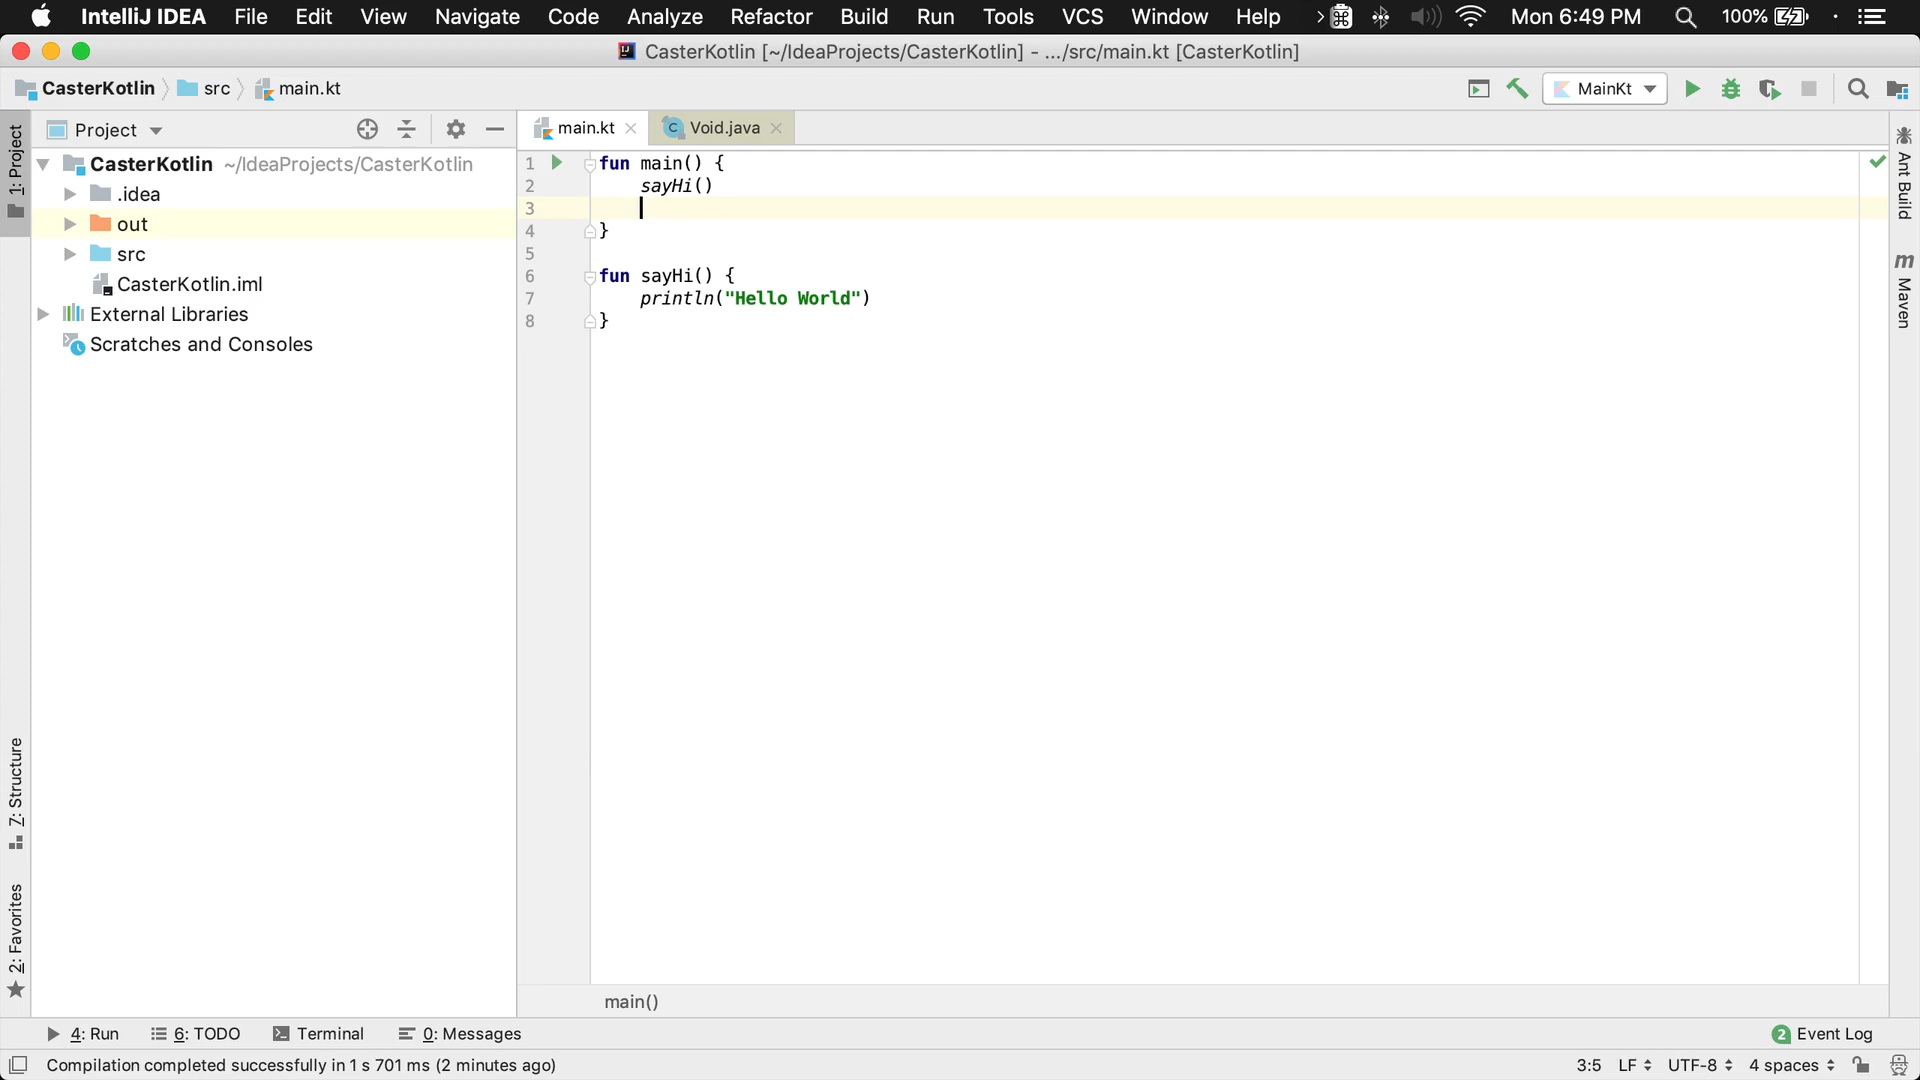 IntelliJ IDEA File Edit View Navigate Code Analyze Refactor Build Run Tools VCS Window Help Mon 6:49 PM 100%
CasterKotlin [~/IdeaProjects/CasterKotlin] - .../src/main.kt [CasterKotlin]
CasterKotlin src main.kt MainKt
1: Project
Project
main.kt
Void.java
CasterKotlin ~/IdeaProjects/CasterKotlin
.idea
out
src
CasterKotlin.iml
External Libraries
Scratches and Consoles
1 fun main() {
2 sayHi()
3
4 }
5
6 fun sayHi() {
7 println("Hello World")
8 }
Ant Build
m Maven
7: Structure
2: Favorites
main()
4: Run 6: TODO Terminal 0: Messages 2 Event Log
Compilation completed successfully in 1 s 701 ms (2 minutes ago) 3:5 LF UTF-8 4 spaces